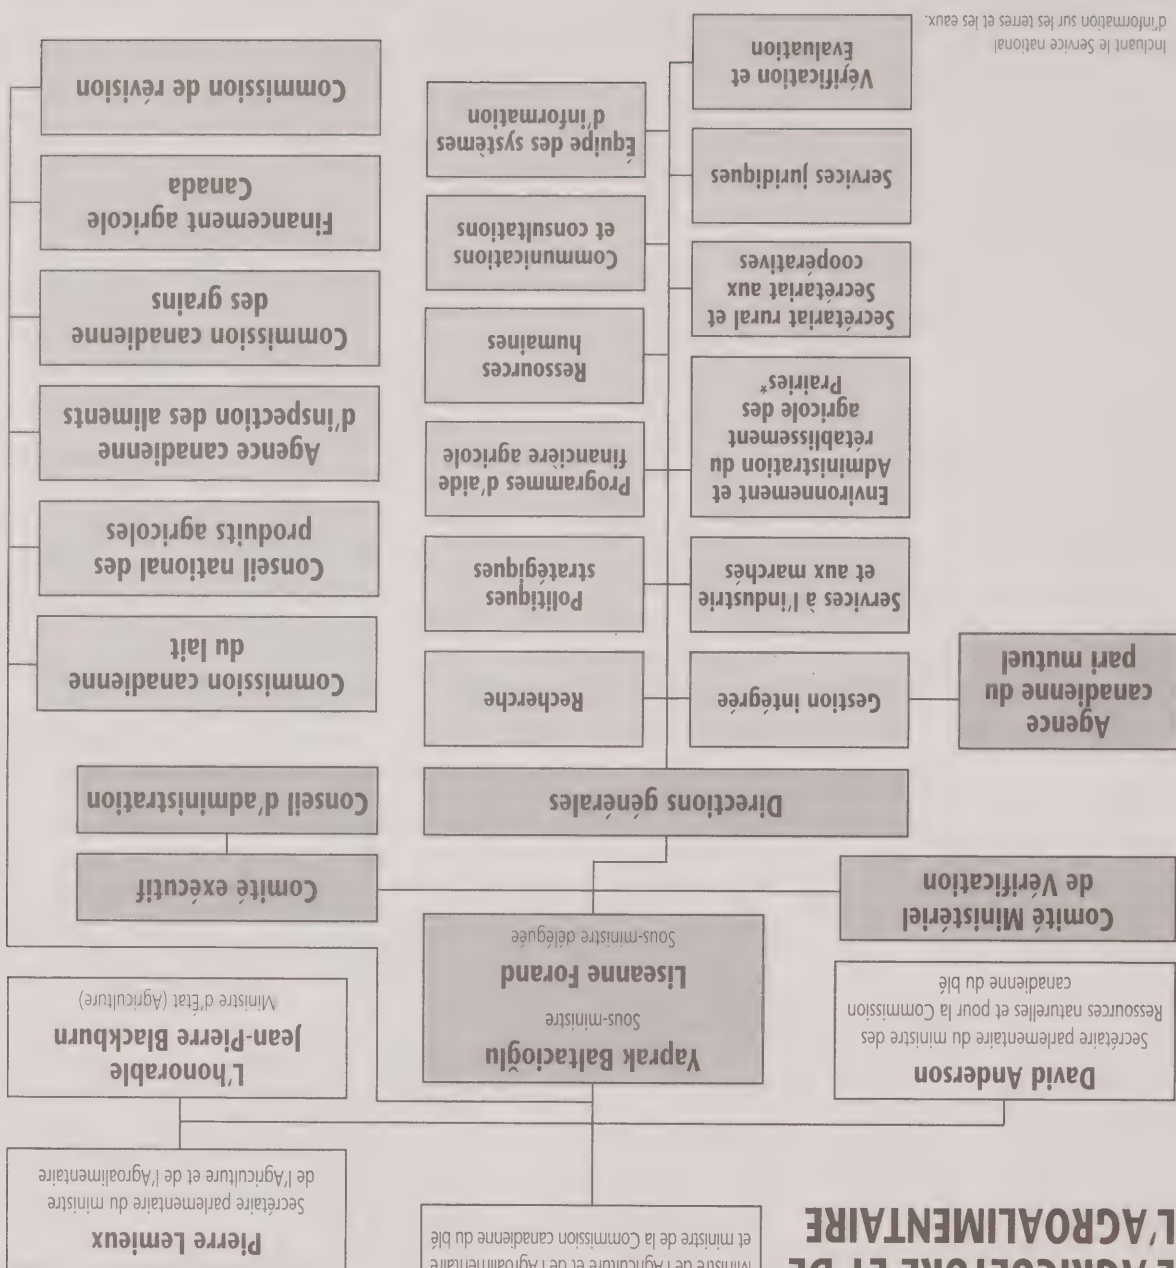 L'AGRICULTURE ET DE
L'AGROALIMENTAIRE
Ministre de l'Agriculture et de l'Agroalimentaire
et ministre de la Commission canadienne du blé
Pierre Lemieux
Secrétaire parlementaire du ministre
de l'Agriculture et de l'Agroalimentaire
David Anderson
Secrétaire parlementaire du ministre des
Ressources naturelles et pour la Commission
canadienne du blé
Yaprak Baltacioğlu
Sous-ministre
Liseanne Forand
Sous-ministre déléguée
L'honorable
Jean-Pierre Blackburn
Ministre d'État (Agriculture)
Comité Ministériel
de Vérification
Comité exécutif
Directions générales
Conseil d'administration
Agence
canadienne du
pari mutuel
Gestion intégrée
Recherche
Commission canadienne
du lait
Services à l'industrie
et aux marchés
Politiques
stratégiques
Conseil national des
produits agricoles
Environnement et
Administration du
rétablissement
agricole des
Prairies*
Programmes d'aide
financière agricole
Agence canadienne
d'inspection des aliments
Secrétariat rural et
Secrétariat aux
coopératives
Ressources
humaines
Commission canadienne
des grains
Services juridiques
Communications
et consultations
Financement agricole
Canada
Vérification et
Évaluation
Équipe des systèmes
d'information
Commission de révision
Incluant le Service national
d'information sur les terres et les eaux.